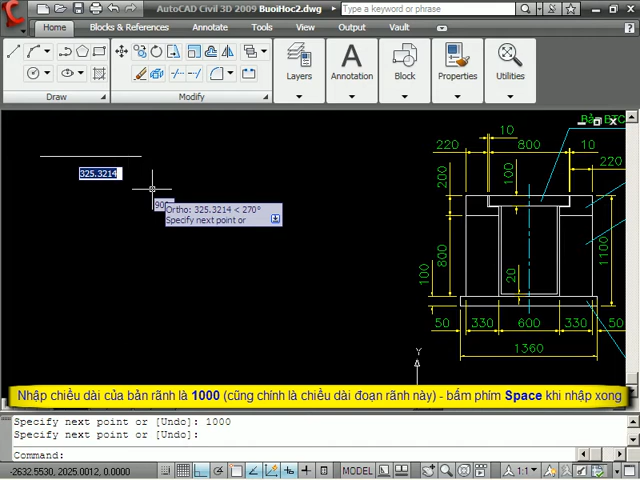 AutoCAD Civil 3D 2009 BuoiHoc2.dwg
Type a keyword or phrase
Home
Blocks & References
Annotate
Tools
View
Insert
Output
Vault
Layers
Annotation
Block
Properties
Utilities
Draw
Modify
325.3214
90°
Ortho: 325.3214 < 270°
Specify next point or
Bả BTC
10
220
800
10
220
200
100
800
1100
100
20
50
330
600
330
50
1360
Y
Nhập chiều dài của bản rãnh là 1000 (cũng chính là chiều dài đoạn rãnh này) - bấm phím Space khi nhập xong
Specify next point or [Undo]: 1000
Specify next point or [Undo]:
Command:
-2632.5530, 2025.0012, 0.0000
MODEL
1:1